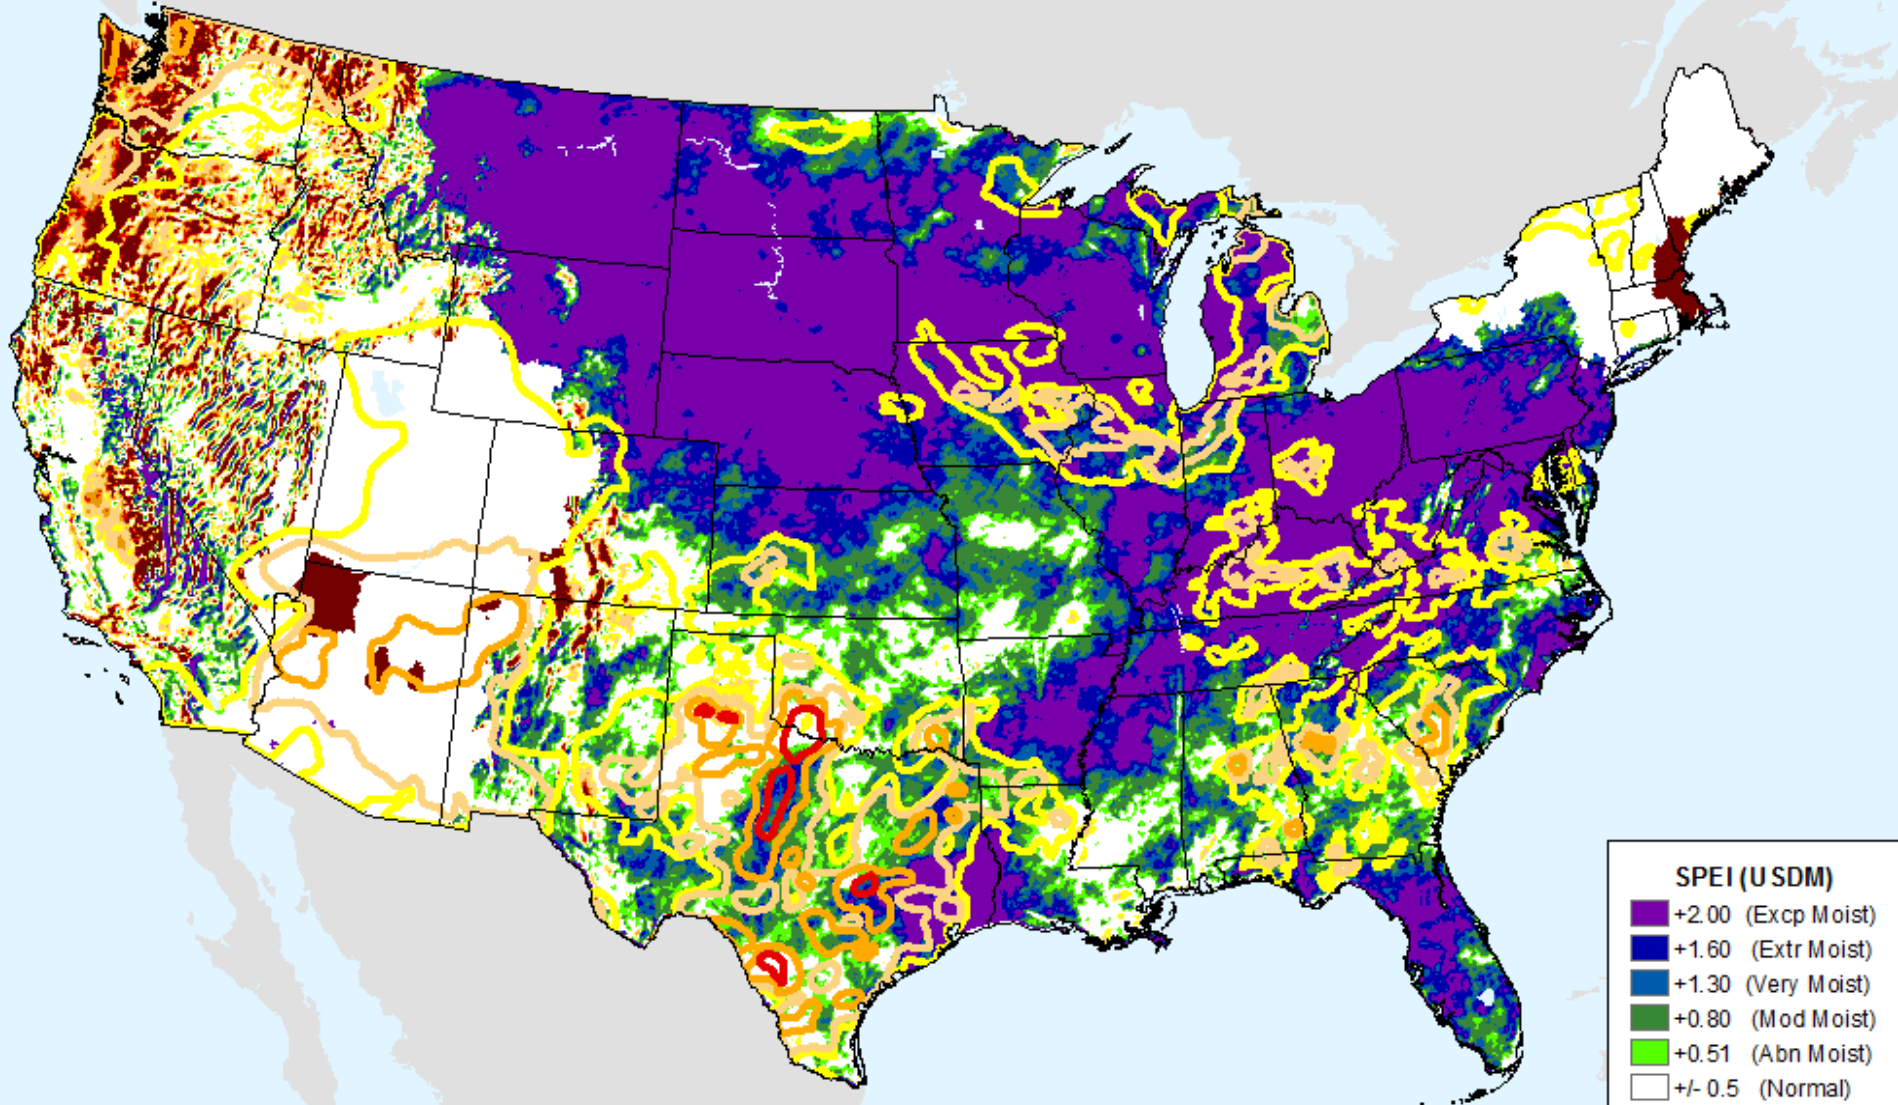 SPEI (USDM)
+2.00 (Excp Moist)
+1.60 (Extr Moist)
+1.30 (Very Moist)
+0.80 (Mod Moist)
+0.51 (Abn Moist)
+/- 0.5 (Normal)